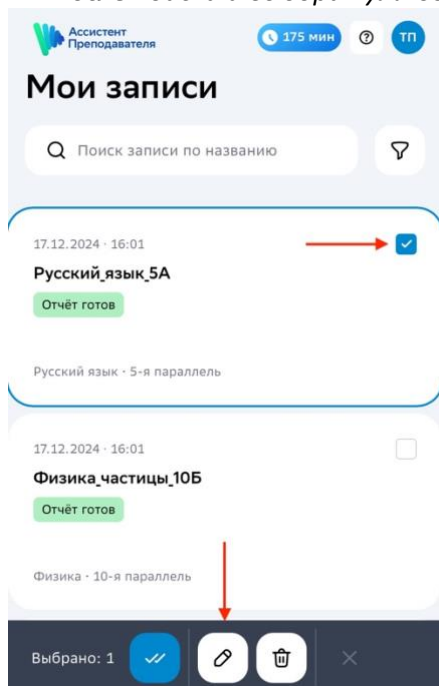 Ассистент
Преподавателя
175 мин
ТП
Мои записи
Поиск записи по названию
17.12.2024 · 16:01
Русский_язык_5А
Отчёт готов
Русский язык · 5-я параллель
17.12.2024 · 16:01
Физика_частицы_10Б
Отчёт готов
Физика · 10-я параллель
Выбрано: 1